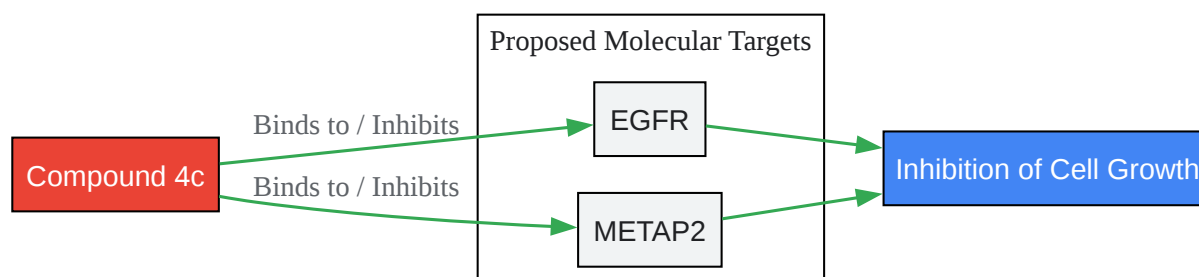 Proposed Molecular Targets
Binds to / Inhibits
EGFR
Compound 4c
Inhibition of Cell Growth
Binds to / Inhibits
METAP2